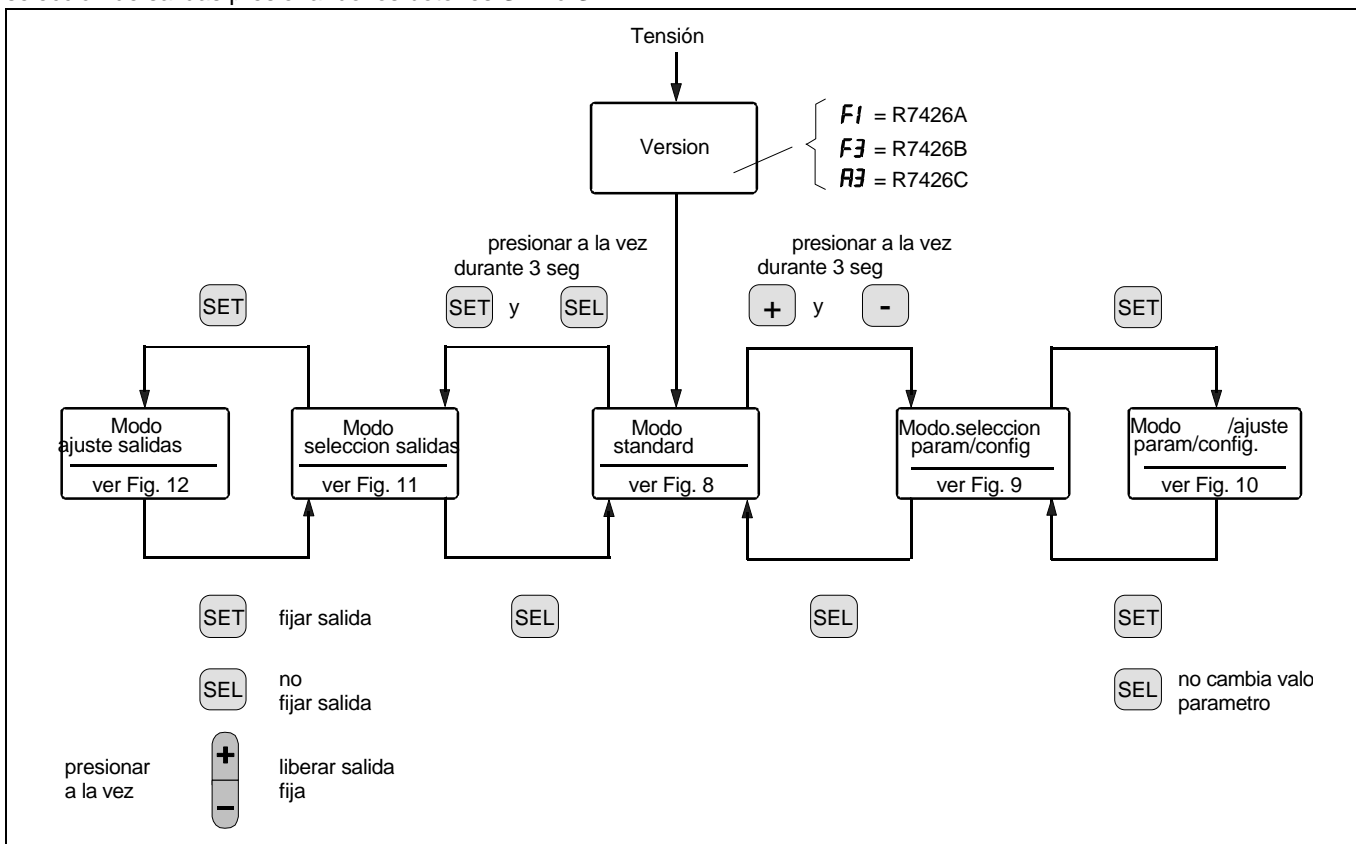 Tensión
Version
F1 = R7426A
F3 = R7426B
A3 = R7426C
presionar a la vez
durante 3 seg
presionar a la vez
durante 3 seg
SET
SET y SEL
+ y -
SET
Modo
ajuste salidas
ver Fig. 12
Modo
seleccion salidas
ver Fig. 11
Modo
standard
ver Fig. 8
Modo.seleccion
param/config
ver Fig. 9
Modo /ajuste
param/config.
ver Fig. 10
SET fijar salida
SEL
SEL
SET
SEL no
fijar salida
SEL no cambia valo
parametro
presionar
a la vez
+
−
liberar salida
fija